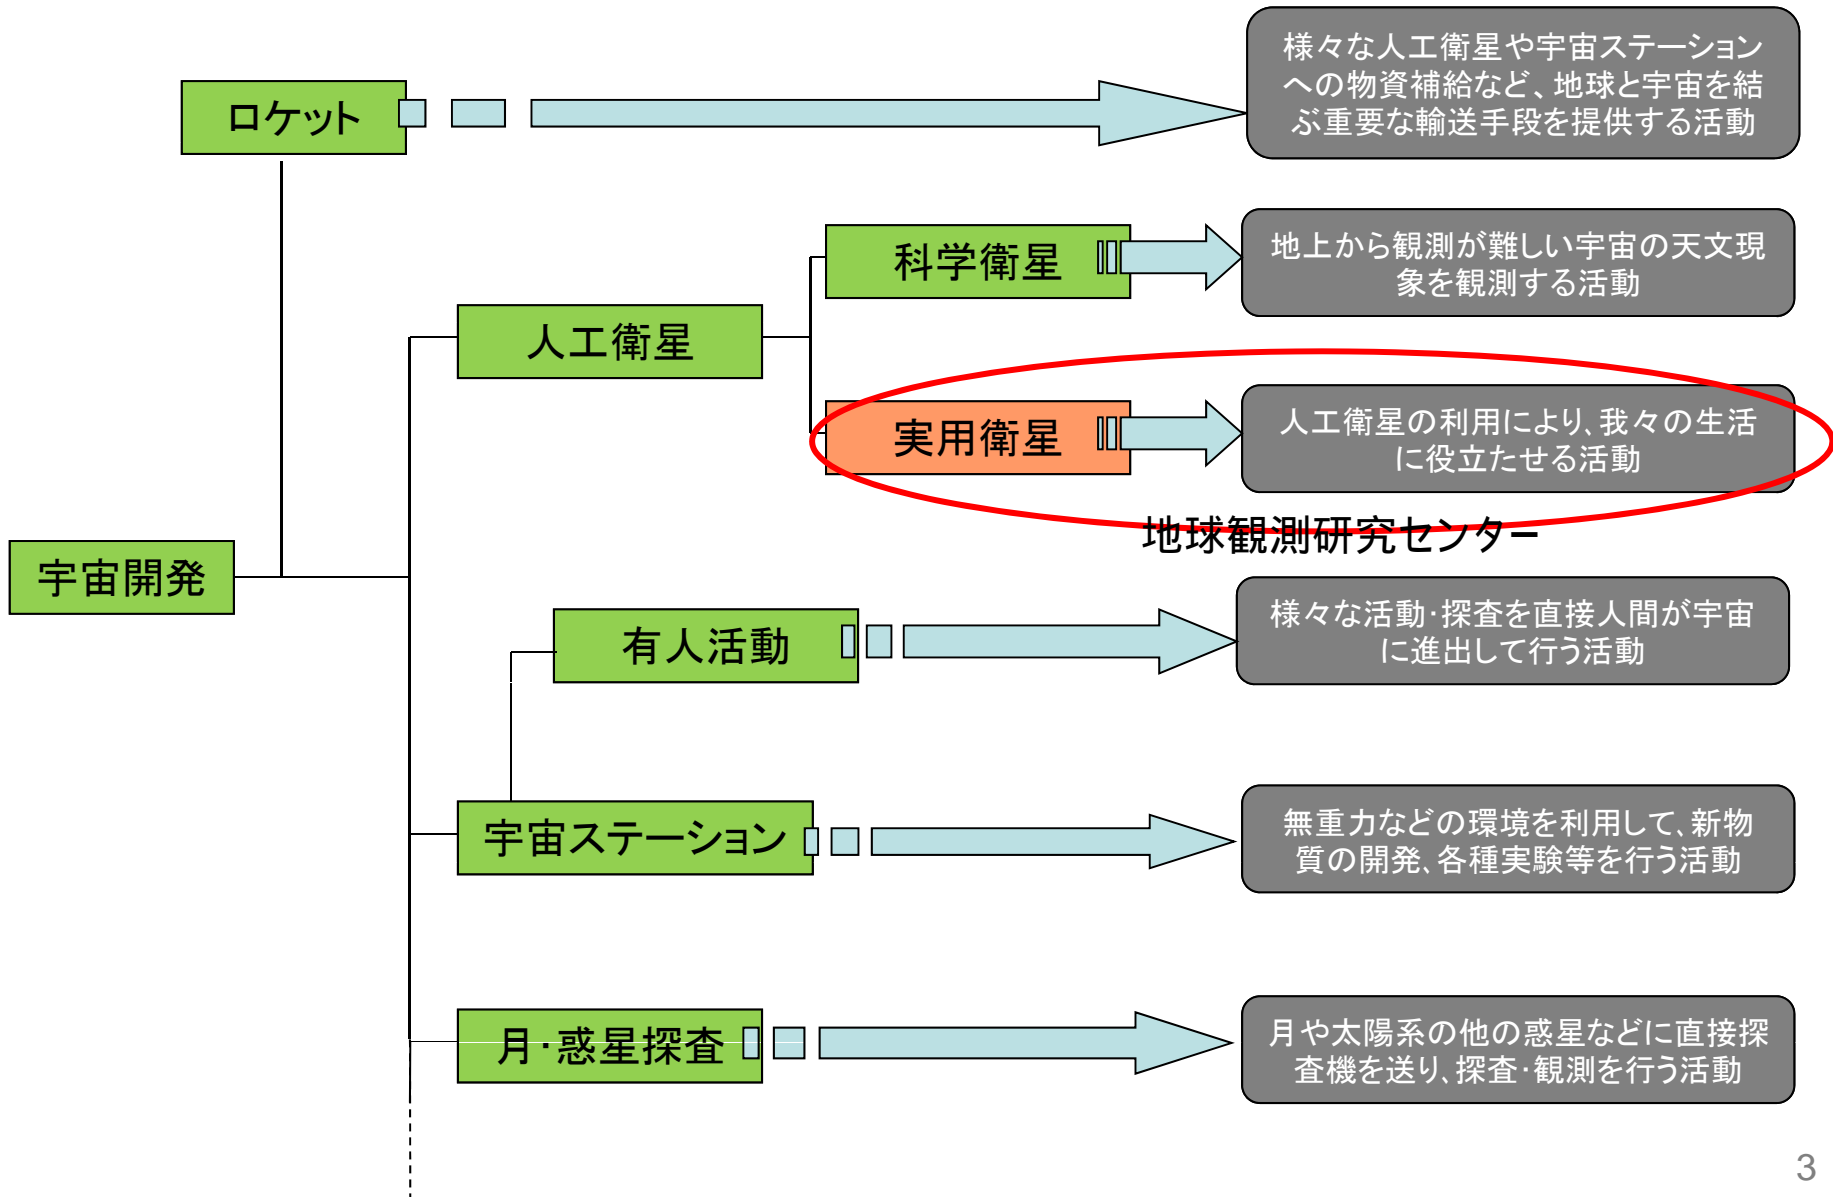 ロケット
様々な人工衛星や宇宙ステーション
への物資補給など、地球と宇宙を結
ぶ重要な輸送手段を提供する活動
科学衛星
地上から観測が難しい宇宙の天文現
象を観測する活動
人工衛星
実用衛星
人工衛星の利用により、我々の生活
に役立たせる活動
地球観測研究センター
宇宙開発
有人活動
様々な活動・探査を直接人間が宇宙
に進出して行う活動
宇宙ステーション
無重力などの環境を利用して、新物
質の開発、各種実験等を行う活動
月・惑星探査
月や太陽系の他の惑星などに直接探
査機を送り、探査・観測を行う活動
3